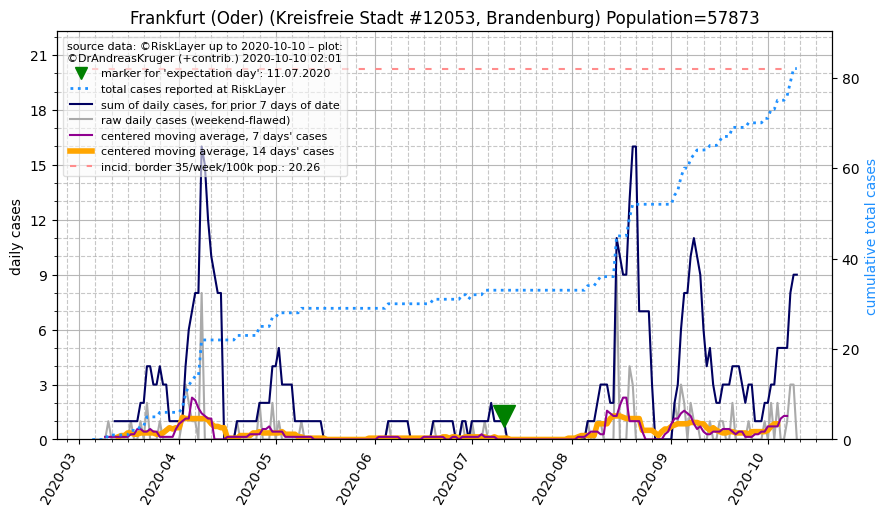 Frankfurt (Oder) (Kreisfreie Stadt #12053, Brandenburg) Population=57873
source data: ©RiskLayer up to 2020-10-10 – plot:
©DrAndreasKruger (+contrib.) 2020-10-10 02:01
marker for 'expectation day': 11.07.2020
total cases reported at RiskLayer
sum of daily cases, for prior 7 days of date
raw daily cases (weekend-flawed)
centered moving average, 7 days' cases
centered moving average, 14 days' cases
incid. border 35/week/100k pop.: 20.26
daily cases
21
18
15
12
9
6
3
0
cumulative total cases
80
60
40
20
0
2020-03
2020-04
2020-05
2020-06
2020-07
2020-08
2020-09
2020-10